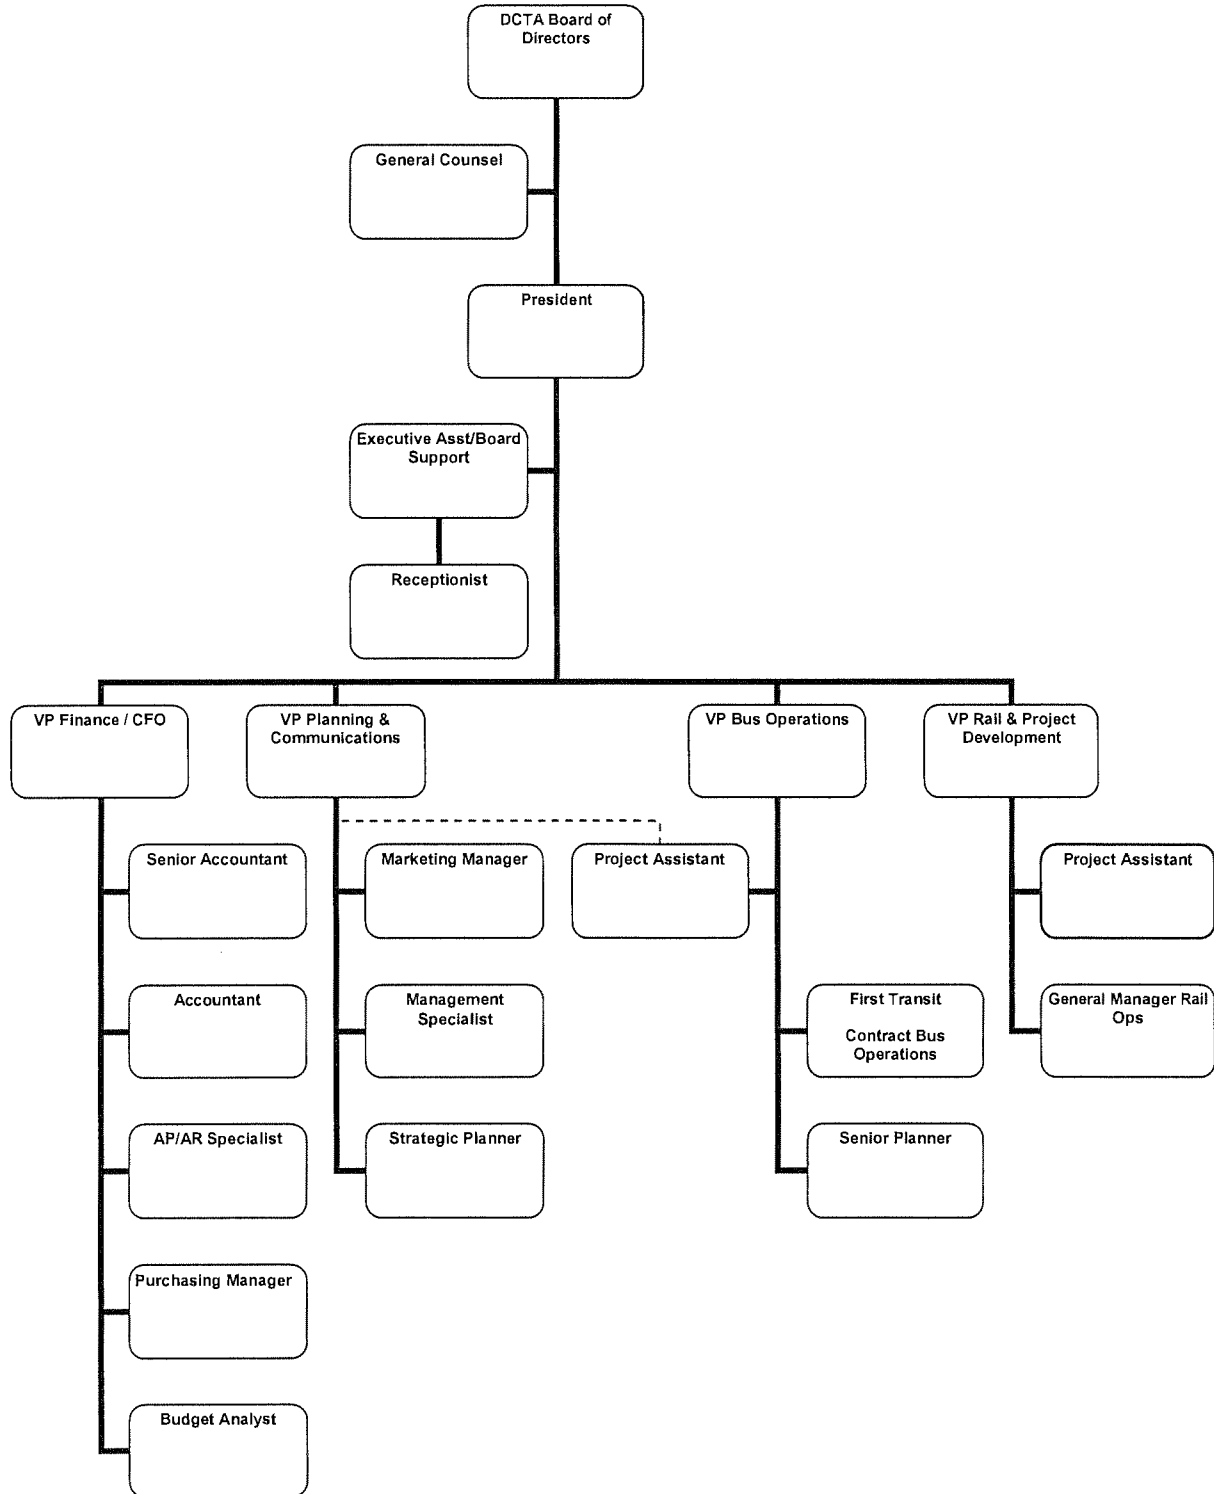 DCTA Board of
Directors
General Counsel
President
Executive Asst/Board
Support
Receptionist
VP Finance / CFO
VP Planning &
Communications
VP Bus Operations
VP Rail & Project
Development
Senior Accountant
Marketing Manager
Project Assistant
Project Assistant
Accountant
Management
Specialist
First Transit
Contract Bus
Operations
General Manager Rail
Ops
AP/AR Specialist
Strategic Planner
Senior Planner
Purchasing Manager
Budget Analyst